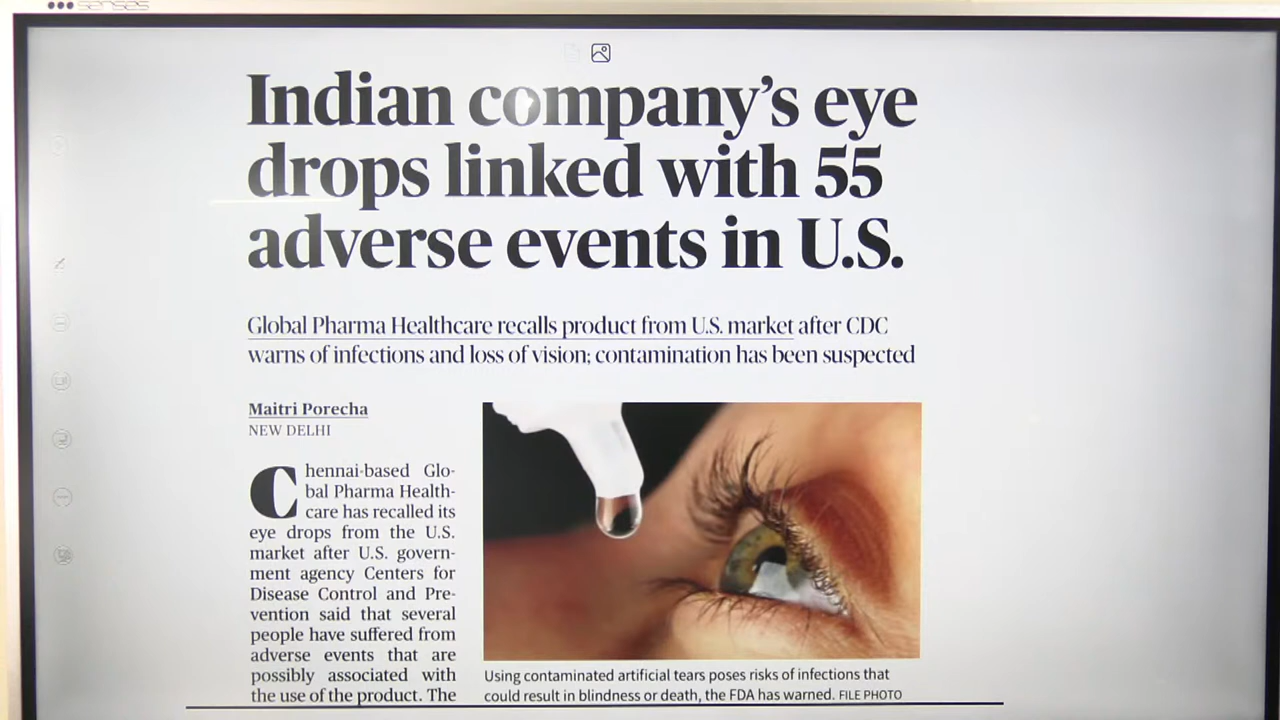 senses
Indian company's eye
drops linked with 55
adverse events in U.S.
Global Pharma Healthcare recalls product from U.S. market after CDC
warns of infections and loss of vision; contamination has been suspected
Maitri Porecha
NEW DELHI
Chennai-based Glo-
bal Pharma Health-
care has recalled its
eye drops from the U.S.
market after U.S. govern-
ment agency Centers for
Disease Control and Pre-
vention said that several
people have suffered from
adverse events that are
possibly associated with
the use of the product. The
Using contaminated artificial tears poses risks of infections that
could result in blindness or death, the FDA has warned. FILE PHOTO